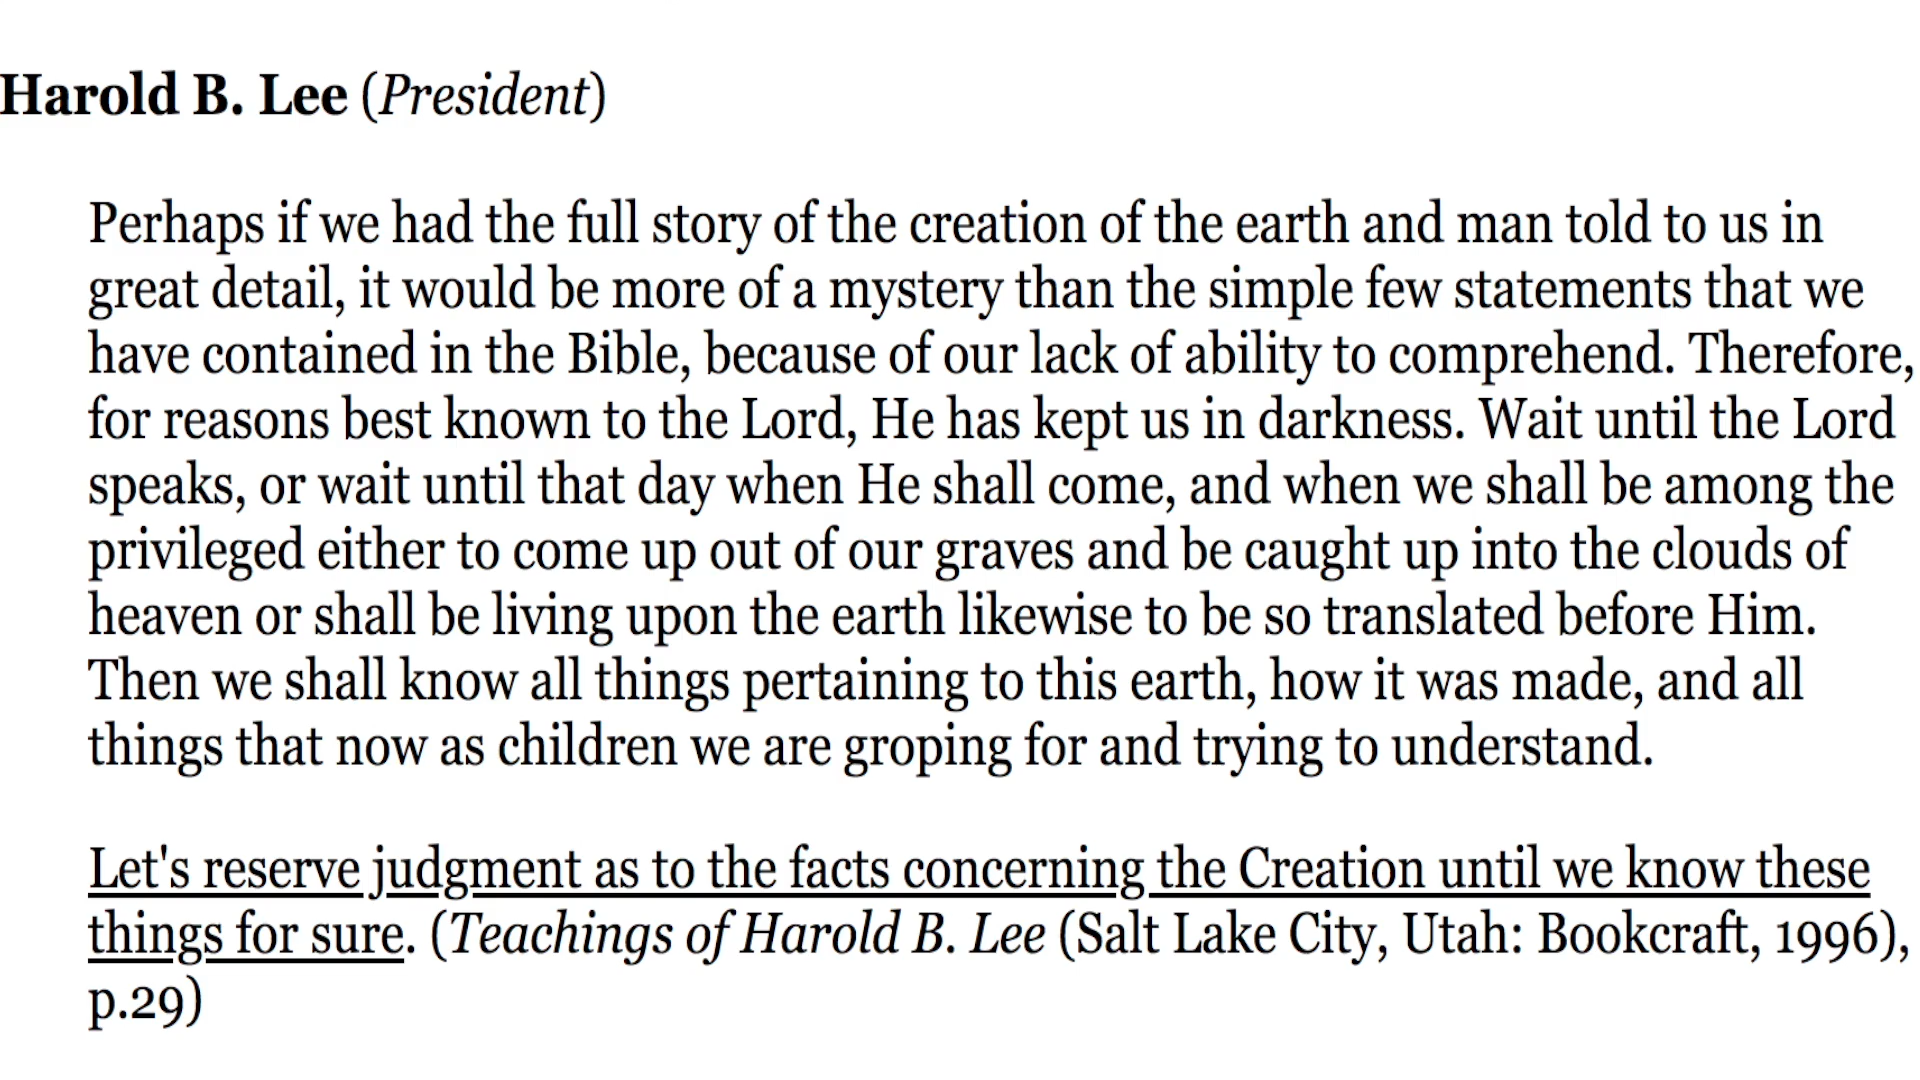 Harold B. Lee (President)
Perhaps if we had the full story of the creation of the earth and man told to us in
great detail, it would be more of a mystery than the simple few statements that we
have contained in the Bible, because of our lack of ability to comprehend. Therefore,
for reasons best known to the Lord, He has kept us in darkness. Wait until the Lord
speaks, or wait until that day when He shall come, and when we shall be among the
privileged either to come up out of our graves and be caught up into the clouds of
heaven or shall be living upon the earth likewise to be so translated before Him.
Then we shall know all things pertaining to this earth, how it was made, and all
things that now as children we are groping for and trying to understand.
Let's reserve judgment as to the facts concerning the Creation until we know these
things for sure. (Teachings of Harold B. Lee (Salt Lake City, Utah: Bookcraft, 1996),
p.29)